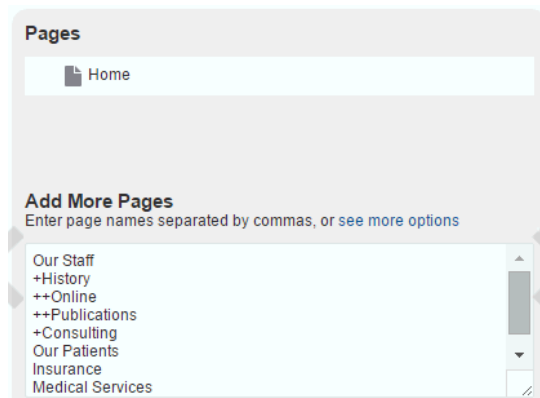 Pages
Home
Add More Pages
Enter page names separated by commas, or see more options
Our Staff
+History
++Online
++Publications
+Consulting
Our Patients
Insurance
Medical Services